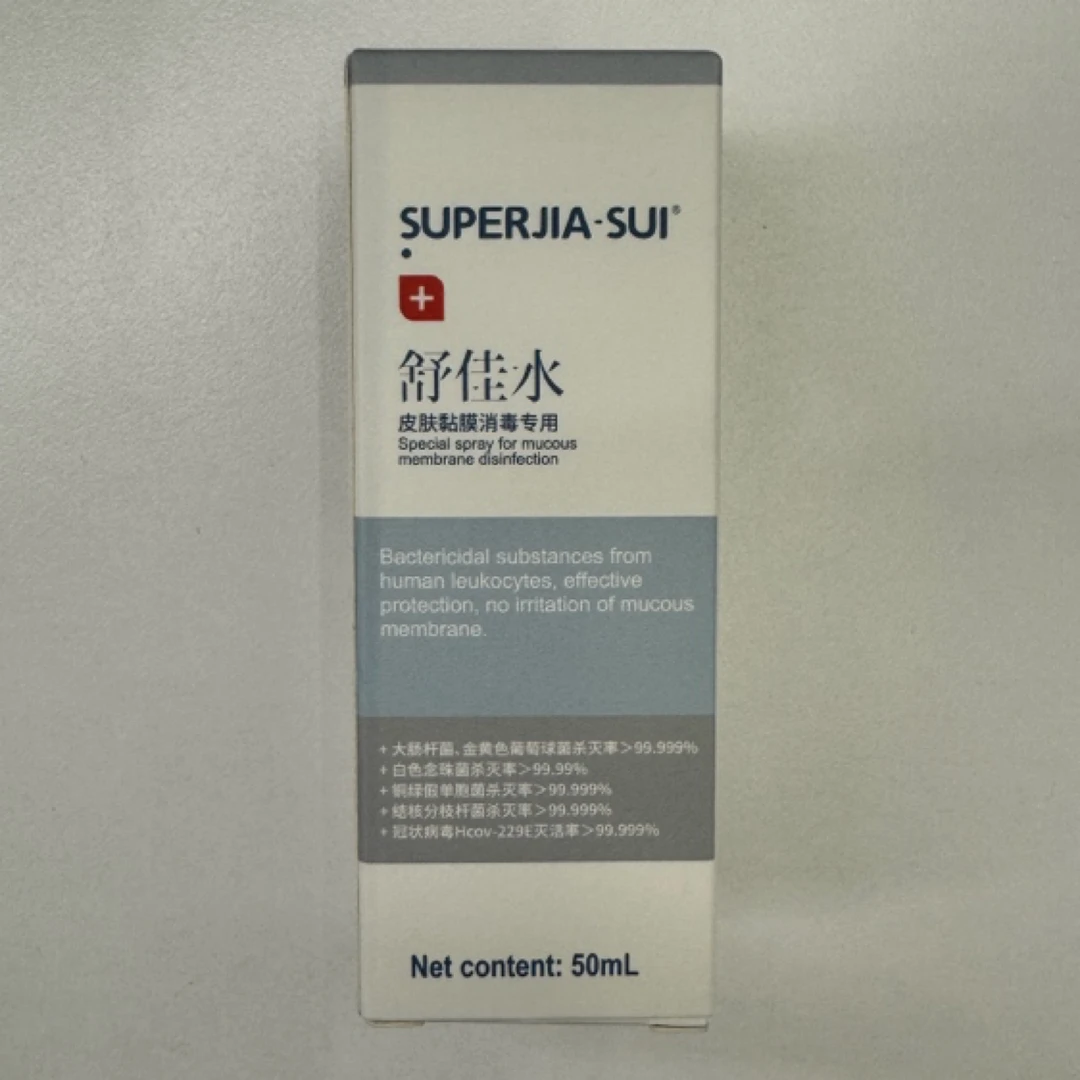 SUPERJIA-SUI®
舒佳水
皮肤黏膜消毒专用
Special spray for mucous
membrane disinfection
Bactericidal substances from
human leukocytes, effective
protection, no irritation of mucous
membrane.
+ 大肠杆菌、金黄色葡萄球菌杀灭率>99.999%
+ 白色念珠菌杀灭率>99.99%
+ 铜绿假单胞菌杀灭率>99.999%
+ 结核分枝杆菌杀灭率>99.999%
+ 冠状病毒Hcov-229E灭活率>99.999%
Net content: 50mL